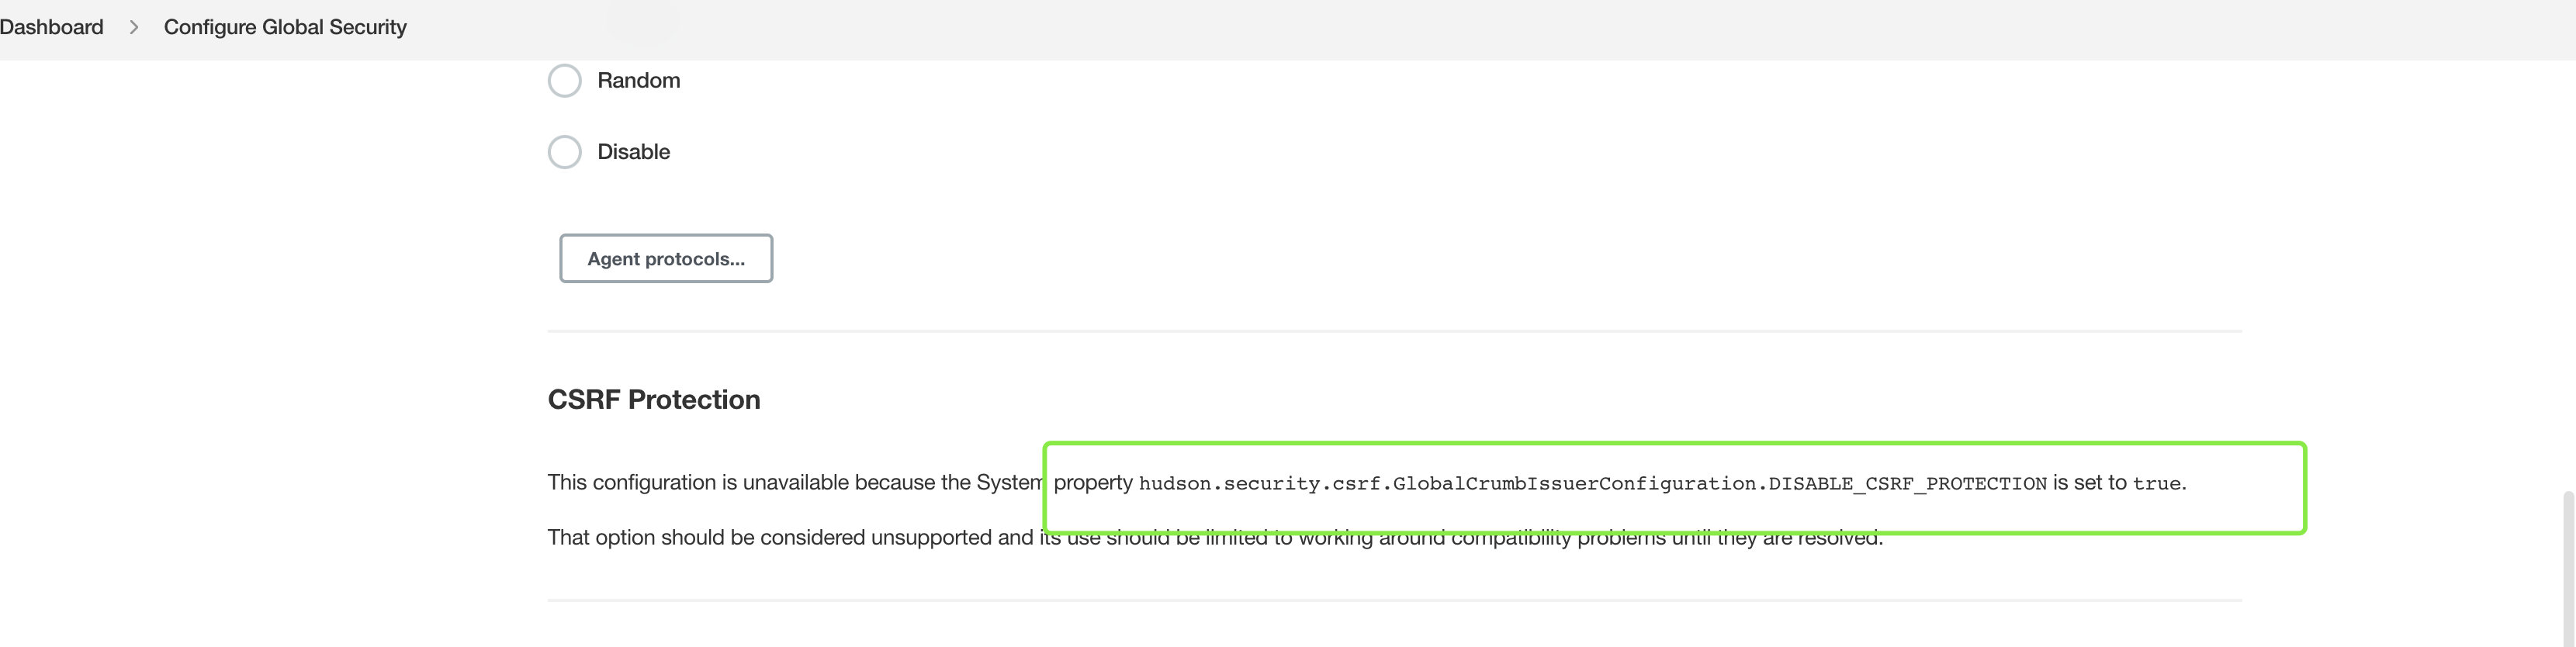 Dashboard > Configure Global Security
Random
Disable
Agent protocols...
CSRF Protection
This configuration is unavailable because the System property hudson.security.csrf.GlobalCrumbIssuerConfiguration.DISABLE_CSRF_PROTECTION is set to true.
That option should be considered unsupported and its use should be limited to working around compatibility problems until they are resolved.